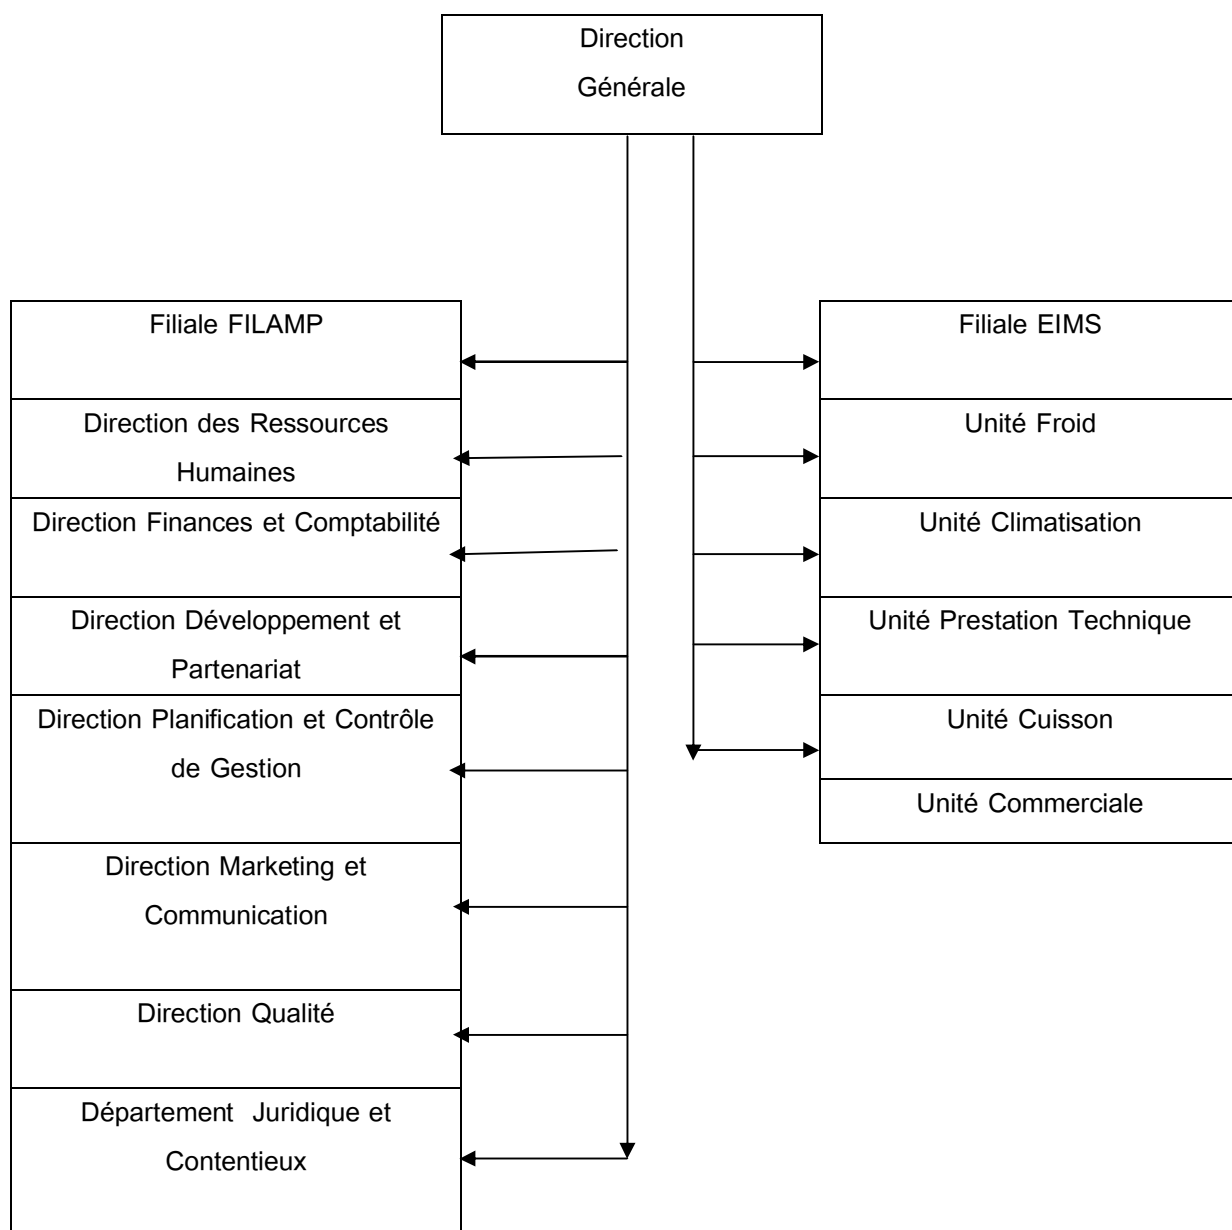 Direction
Générale
Filiale FILAMP
Direction des Ressources
Humaines
Direction Finances et Comptabilité
Direction Développement et
Partenariat
Direction Planification et Contrôle
de Gestion
Direction Marketing et
Communication
Direction Qualité
Département Juridique et
Contentieux
Filiale EIMS
Unité Froid
Unité Climatisation
Unité Prestation Technique
Unité Cuisson
Unité Commerciale